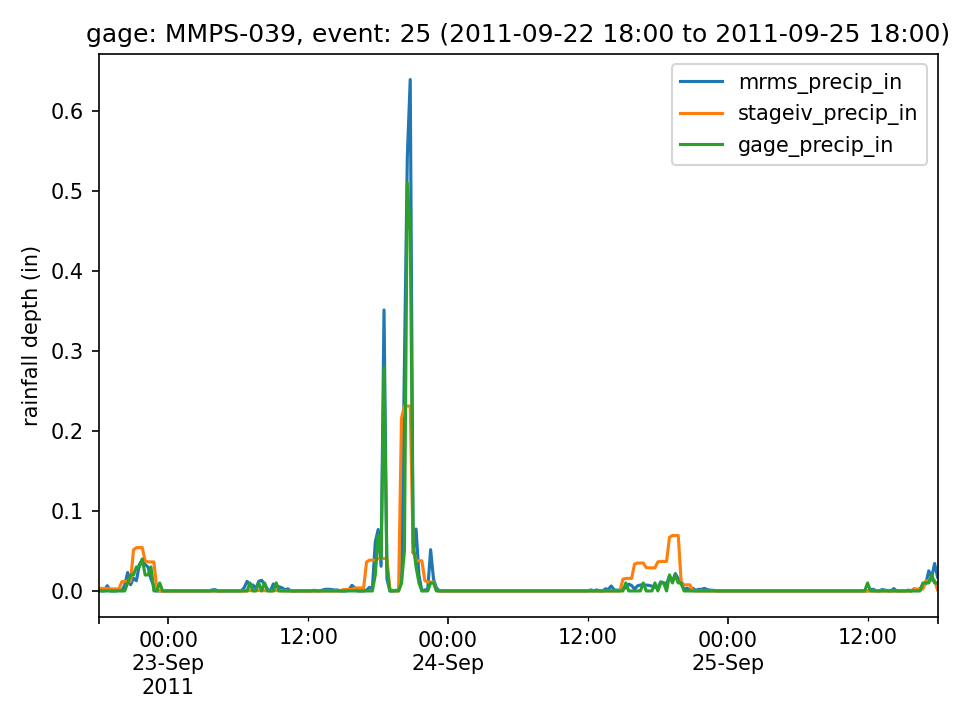 gage: MMPS-039, event: 25 (2011-09-22 18:00 to 2011-09-25 18:00)
mrms_precip_in
stageiv_precip_in
gage_precip_in
rainfall depth (in)
0.6
0.5
0.4
0.3
0.2
0.1
0.0
00:00 12:00 00:00 12:00 00:00 12:00
23-Sep 24-Sep 25-Sep
2011